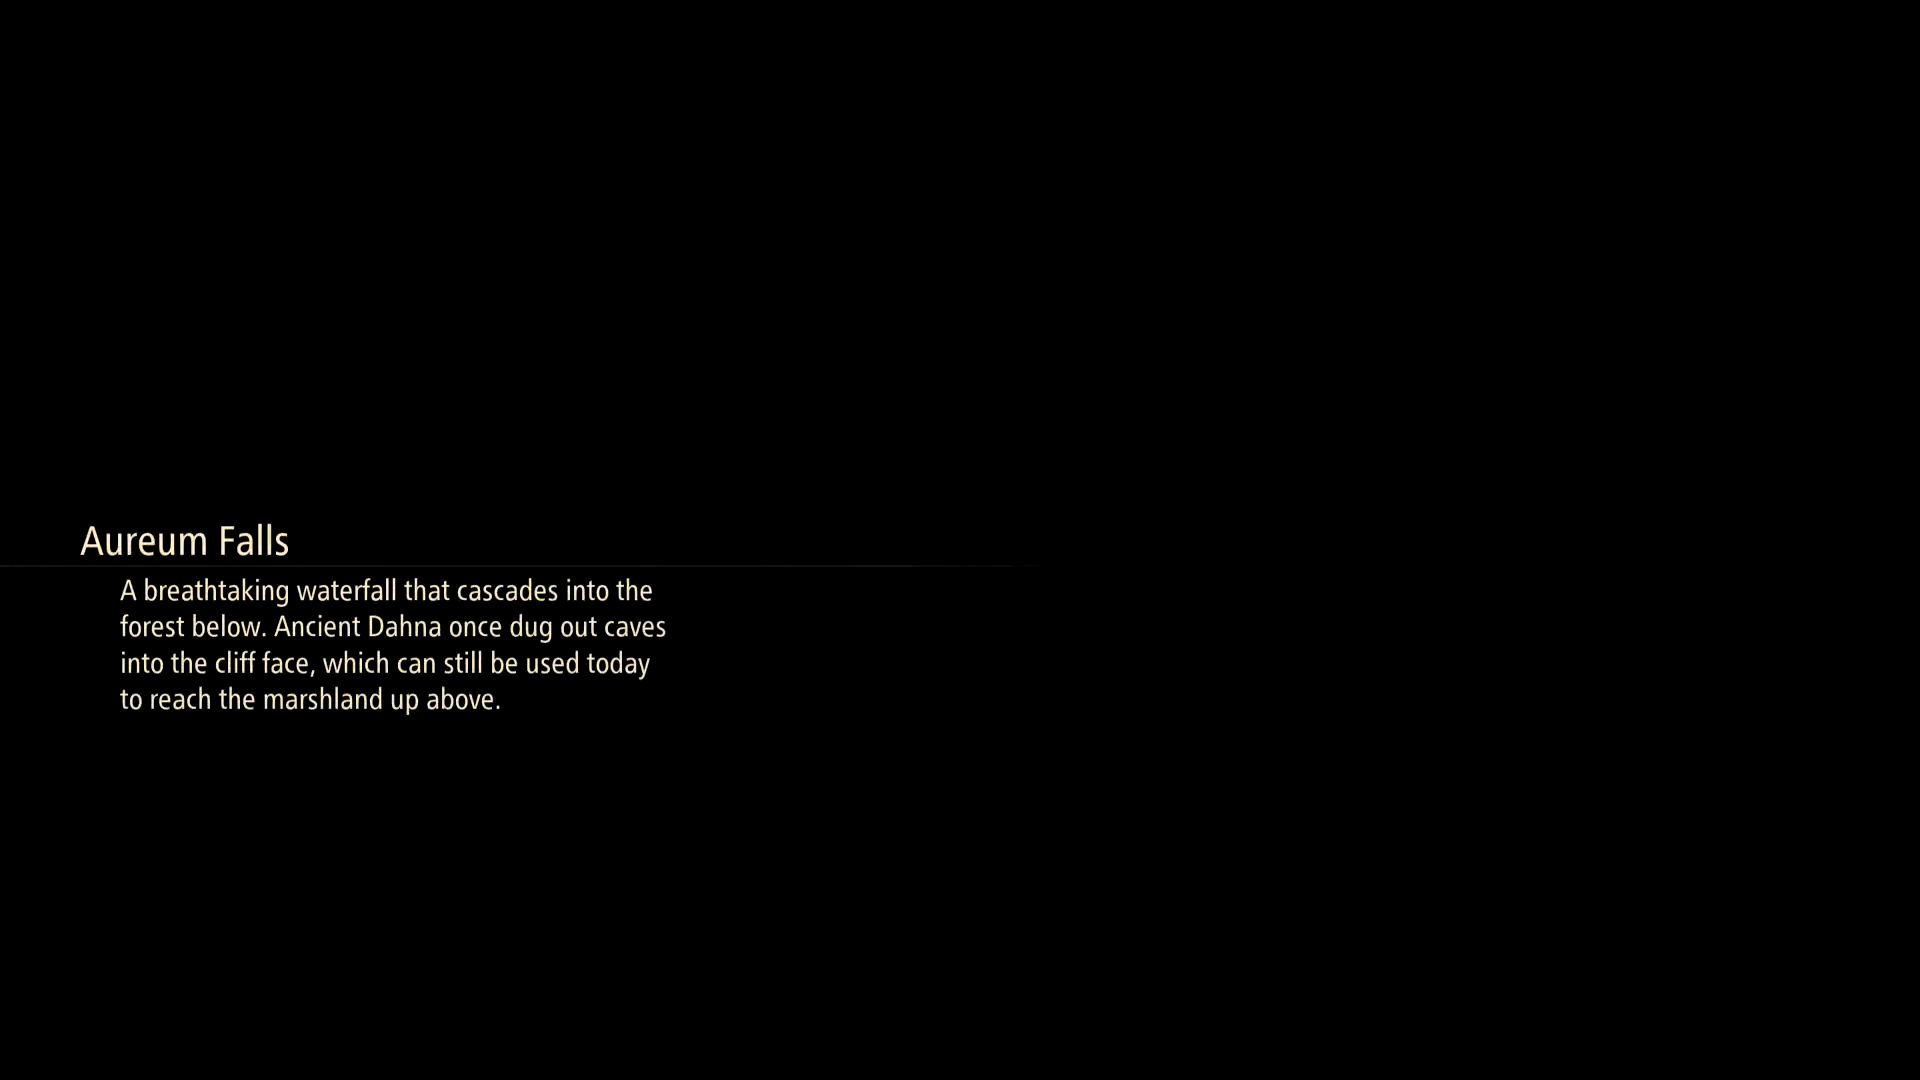 Aureum Falls
A breathtaking waterfall that cascades into the
forest below. Ancient Dahna once dug out caves
into the cliff face, which can still be used today
to reach the marshland up above.